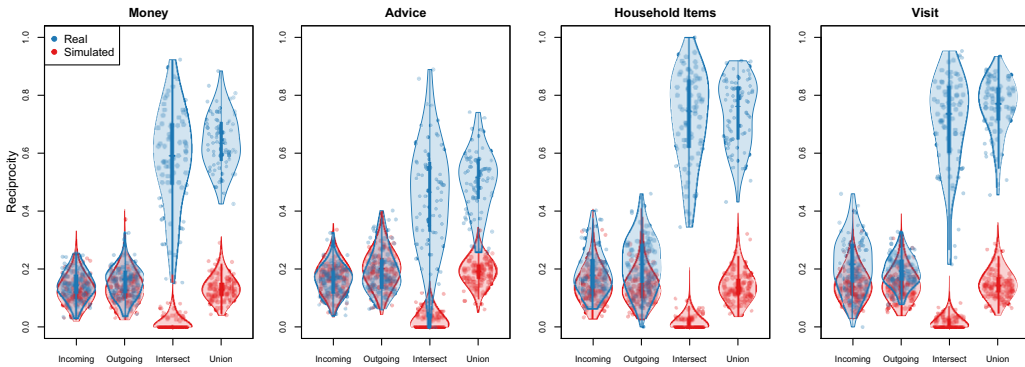 Money
Advice
Household Items
Visit
Real
Simulated
Reciprocity
0.0 0.2 0.4 0.6 0.8 1.0
Incoming Outgoing Intersect Union
0.0 0.2 0.4 0.6 0.8 1.0
Incoming Outgoing Intersect Union
0.0 0.2 0.4 0.6 0.8 1.0
Incoming Outgoing Intersect Union
0.0 0.2 0.4 0.6 0.8 1.0
Incoming Outgoing Intersect Union